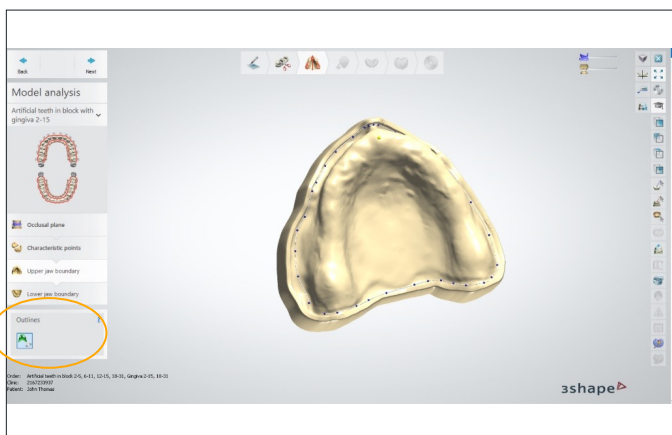 Back
Next
Model analysis
Artificial teeth in block with
gingiva 2-15
Occlusal plane
Characteristic points
Upper jaw boundary
Lower jaw boundary
Outlines
Order: Artificial teeth in block 2-5, 6-11, 12-15, 18-31, Gingiva 2-15, 18-31
Clinic: 2167233937
Patient: John Thomas
3shape